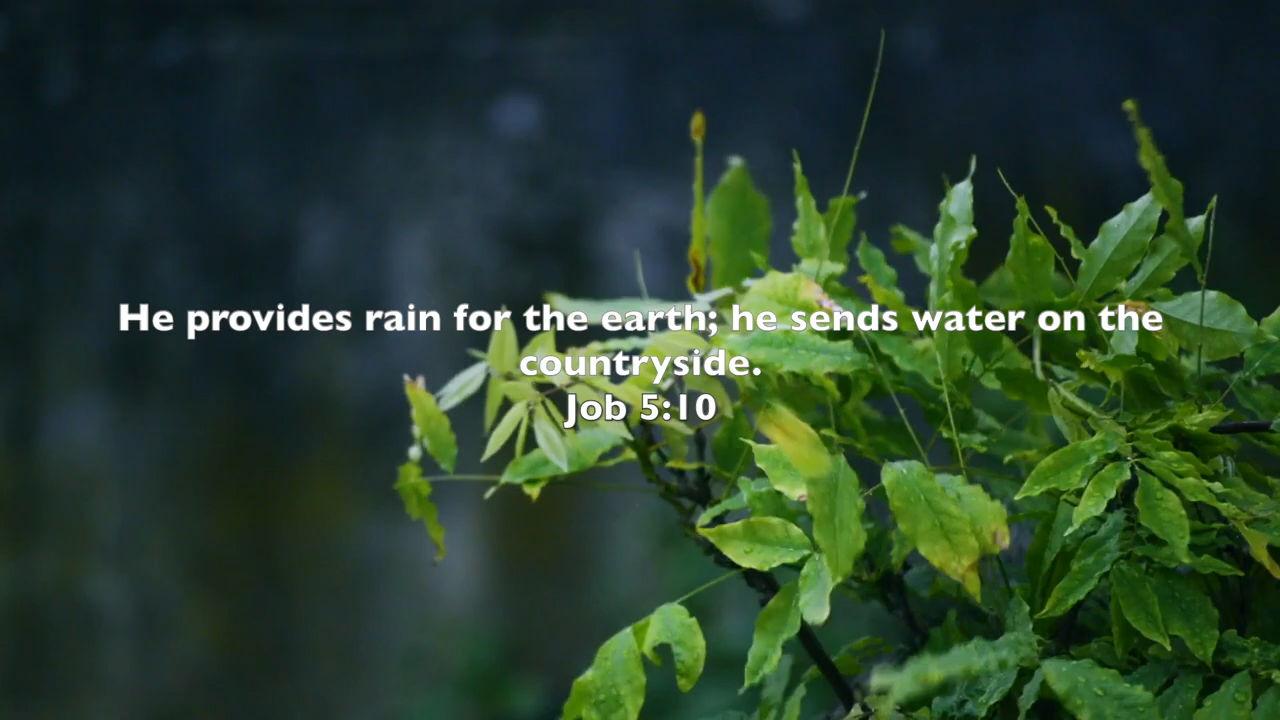 He provides rain for the earth; he sends water on the
countryside.
Job 5:10